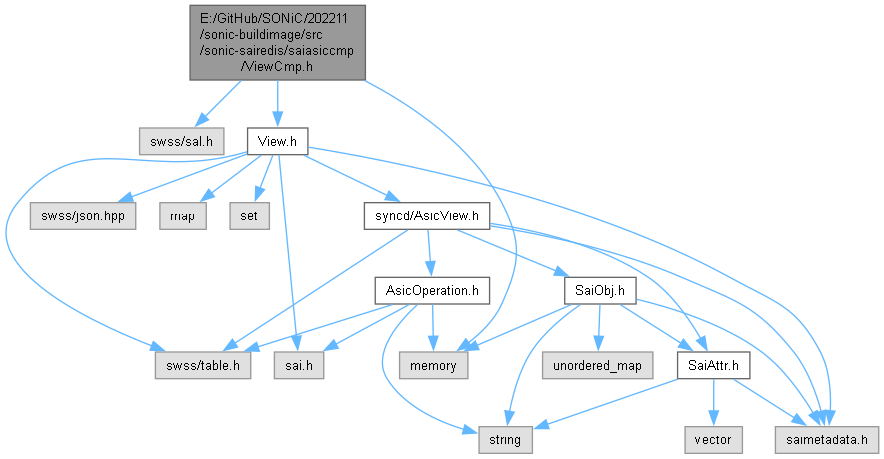 E:/GitHub/SONiC/202211
/sonic-buildimage/src
/sonic-sairedis/saiasiccmp
/ViewCmp.h
swss/sal.h
View.h
swss/json.hpp
map
set
syncd/AsicView.h
AsicOperation.h
SaiObj.h
swss/table.h
sai.h
memory
unordered_map
SaiAttr.h
string
vector
saimetadata.h